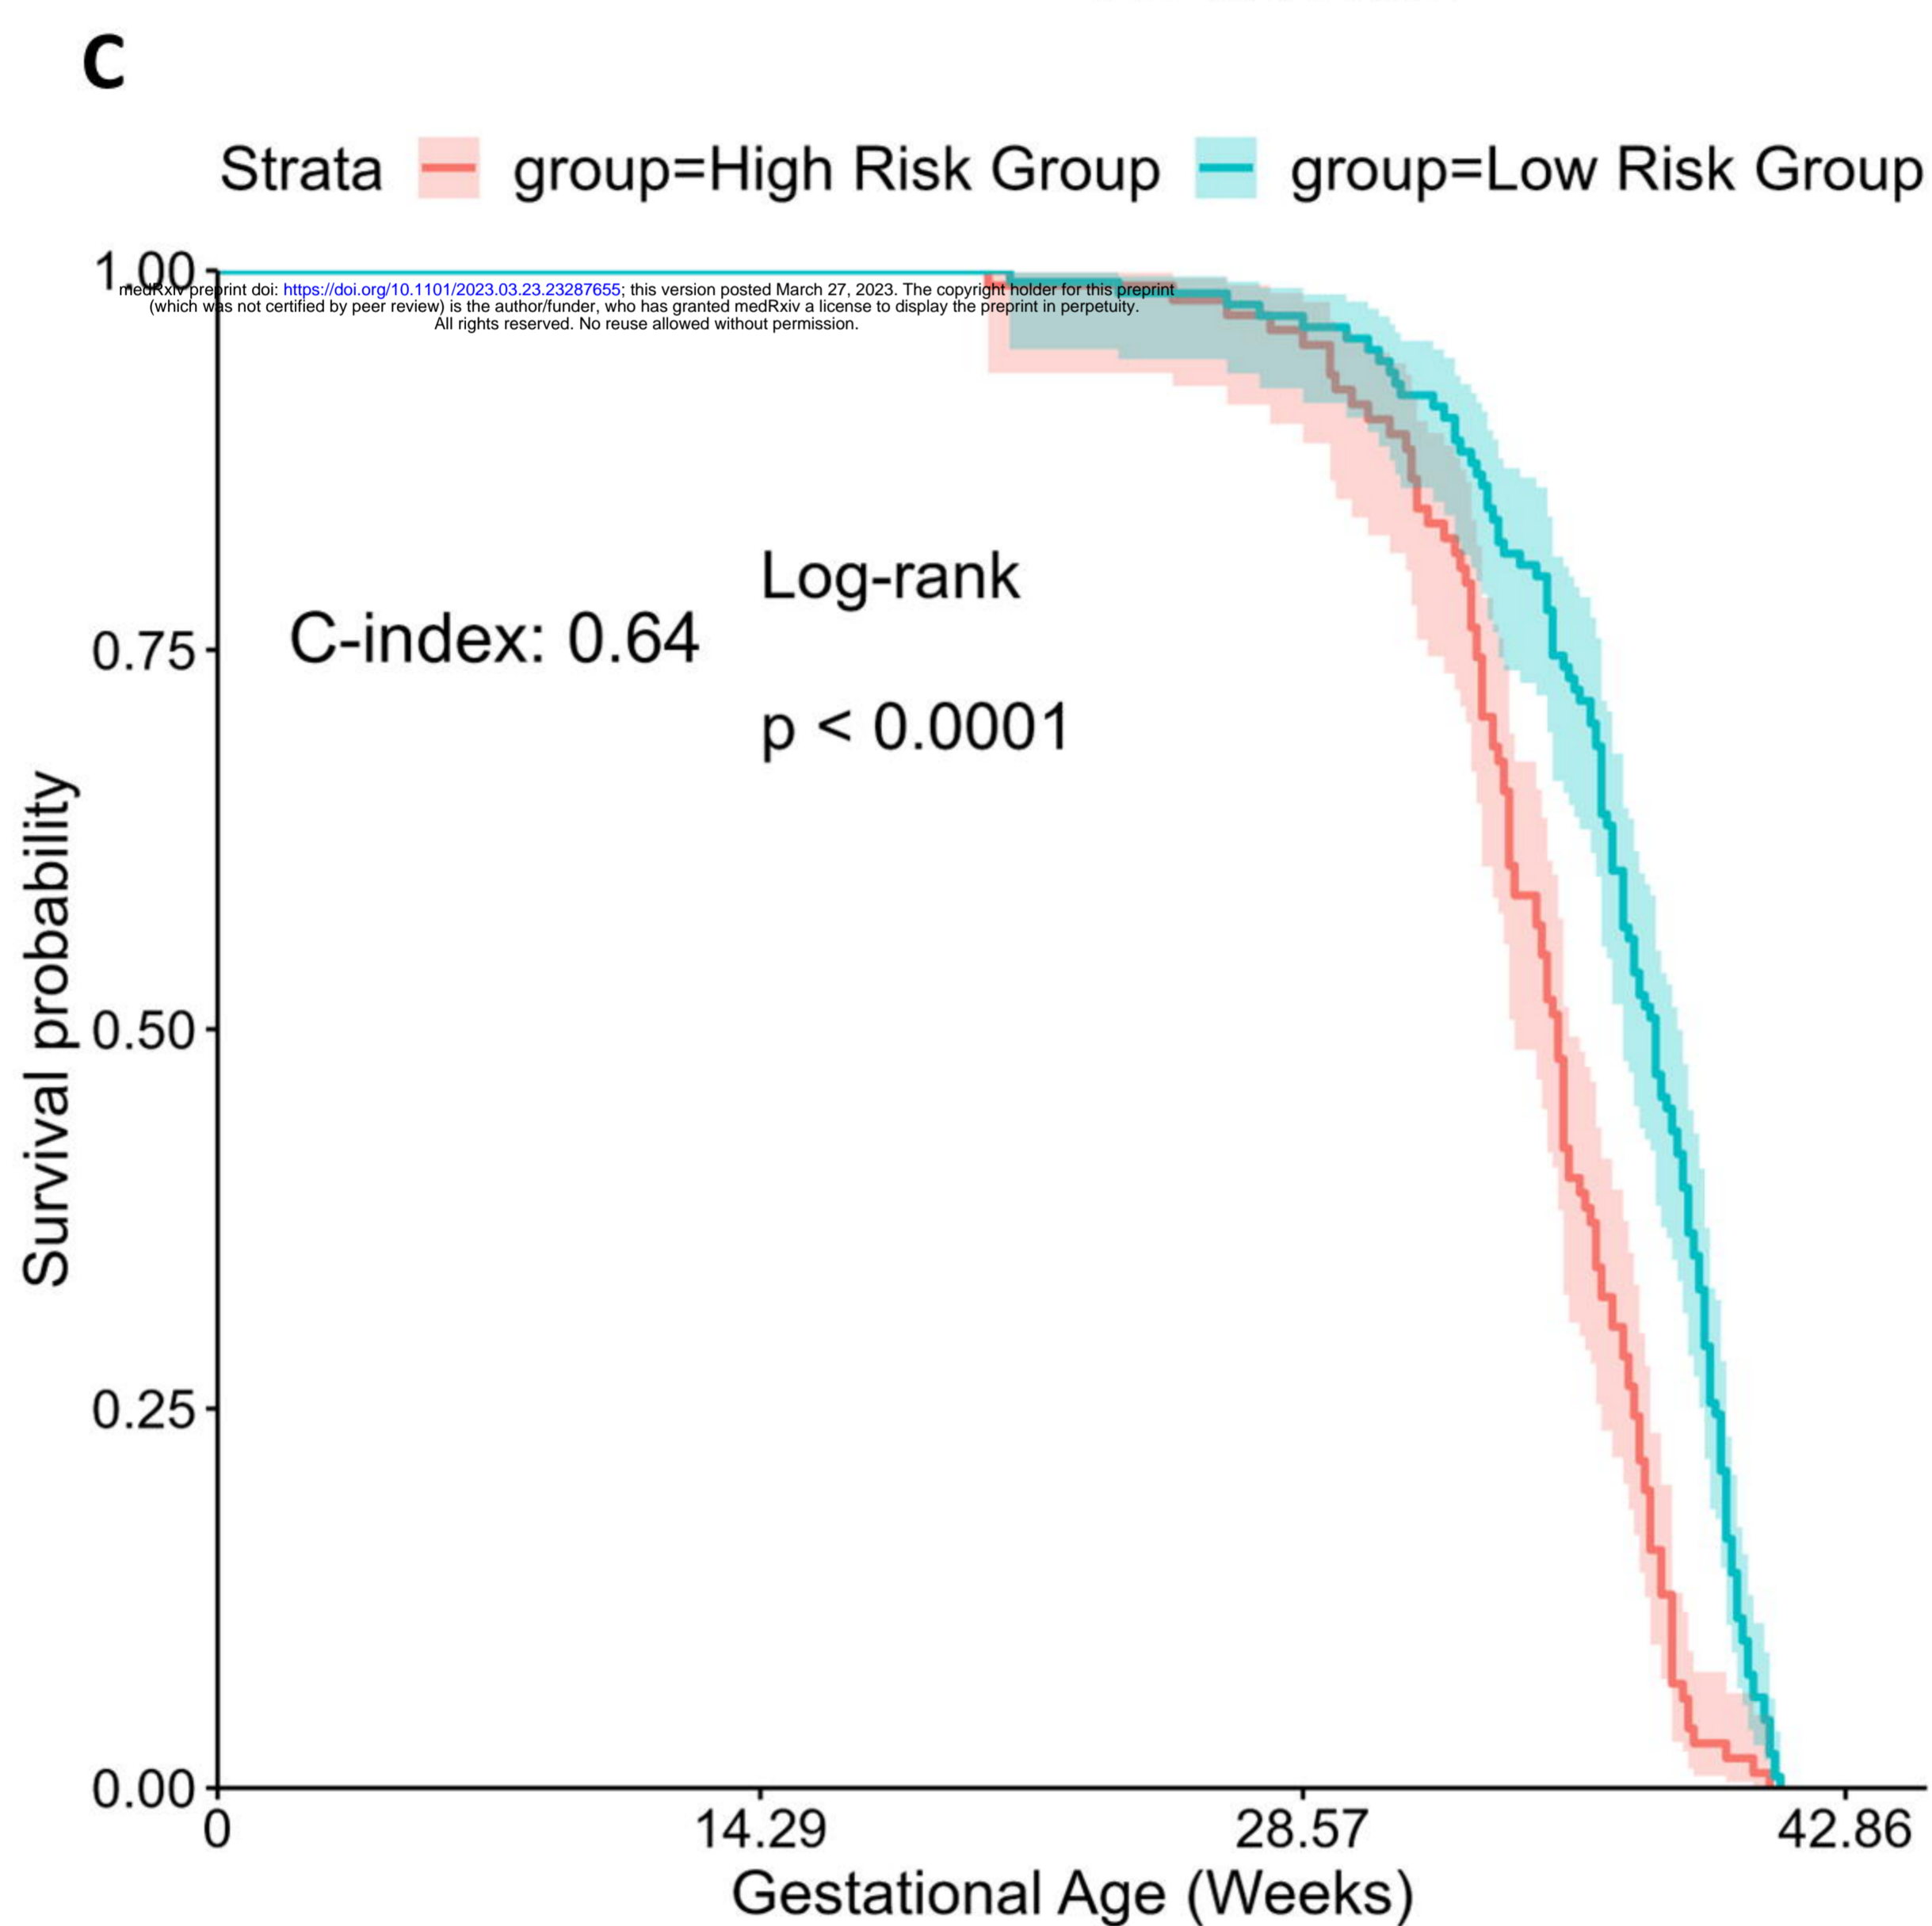 C
Strata group=High Risk Group group=Low Risk Group
1.00
medRxiv preprint doi: https://doi.org/10.1101/2023.03.23.23287655; this version posted March 27, 2023. The copyright holder for this preprint
(which was not certified by peer review) is the author/funder, who has granted medRxiv a license to display the preprint in perpetuity.
All rights reserved. No reuse allowed without permission.
Log-rank
C-index: 0.64
0.75
p < 0.0001
Survival probability
0.50
0.25
0.00
0 14.29 28.57 42.86
Gestational Age (Weeks)